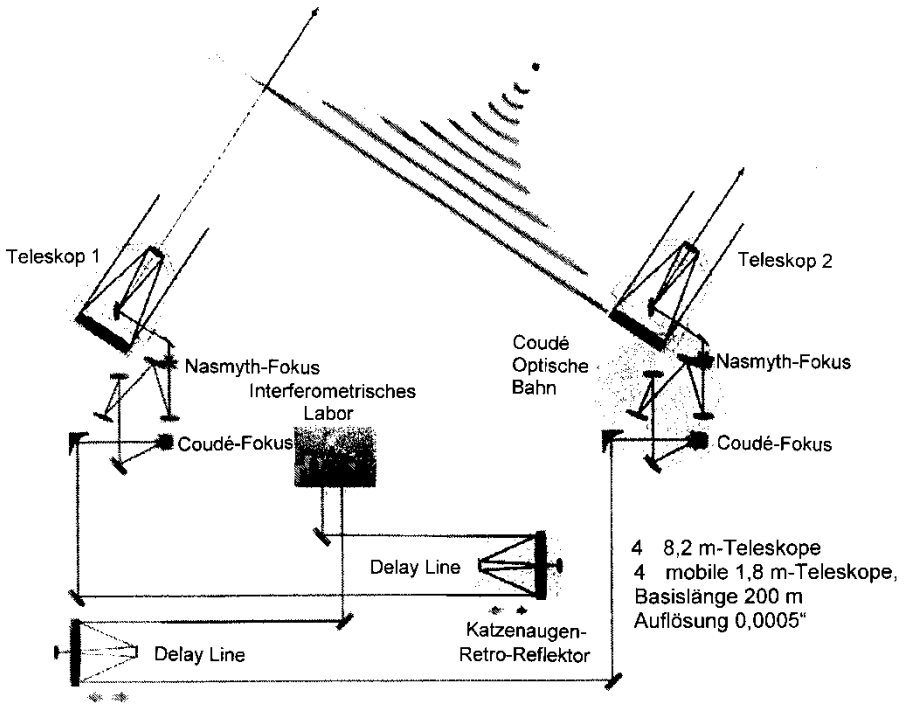 Teleskop 1
Teleskop 2
Coudé
Optische
Bahn
Nasmyth-Fokus
Nasmyth-Fokus
Interferometrisches
Labor
Coudé-Fokus
Coudé-Fokus
4 8,2 m-Teleskope
4 mobile 1,8 m-Teleskope,
Basislänge 200 m
Auflösung 0,0005“
Delay Line
Katzenaugen-
Retro-Reflektor
Delay Line